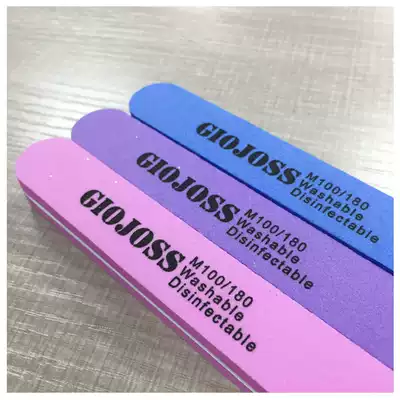 GIOJOSS
M100/180
Washable
Disinfectable
GIOJOSS
M100/180
Washable
Disinfectable
GIOJOSS
M100/180
Washable
Disinfectable